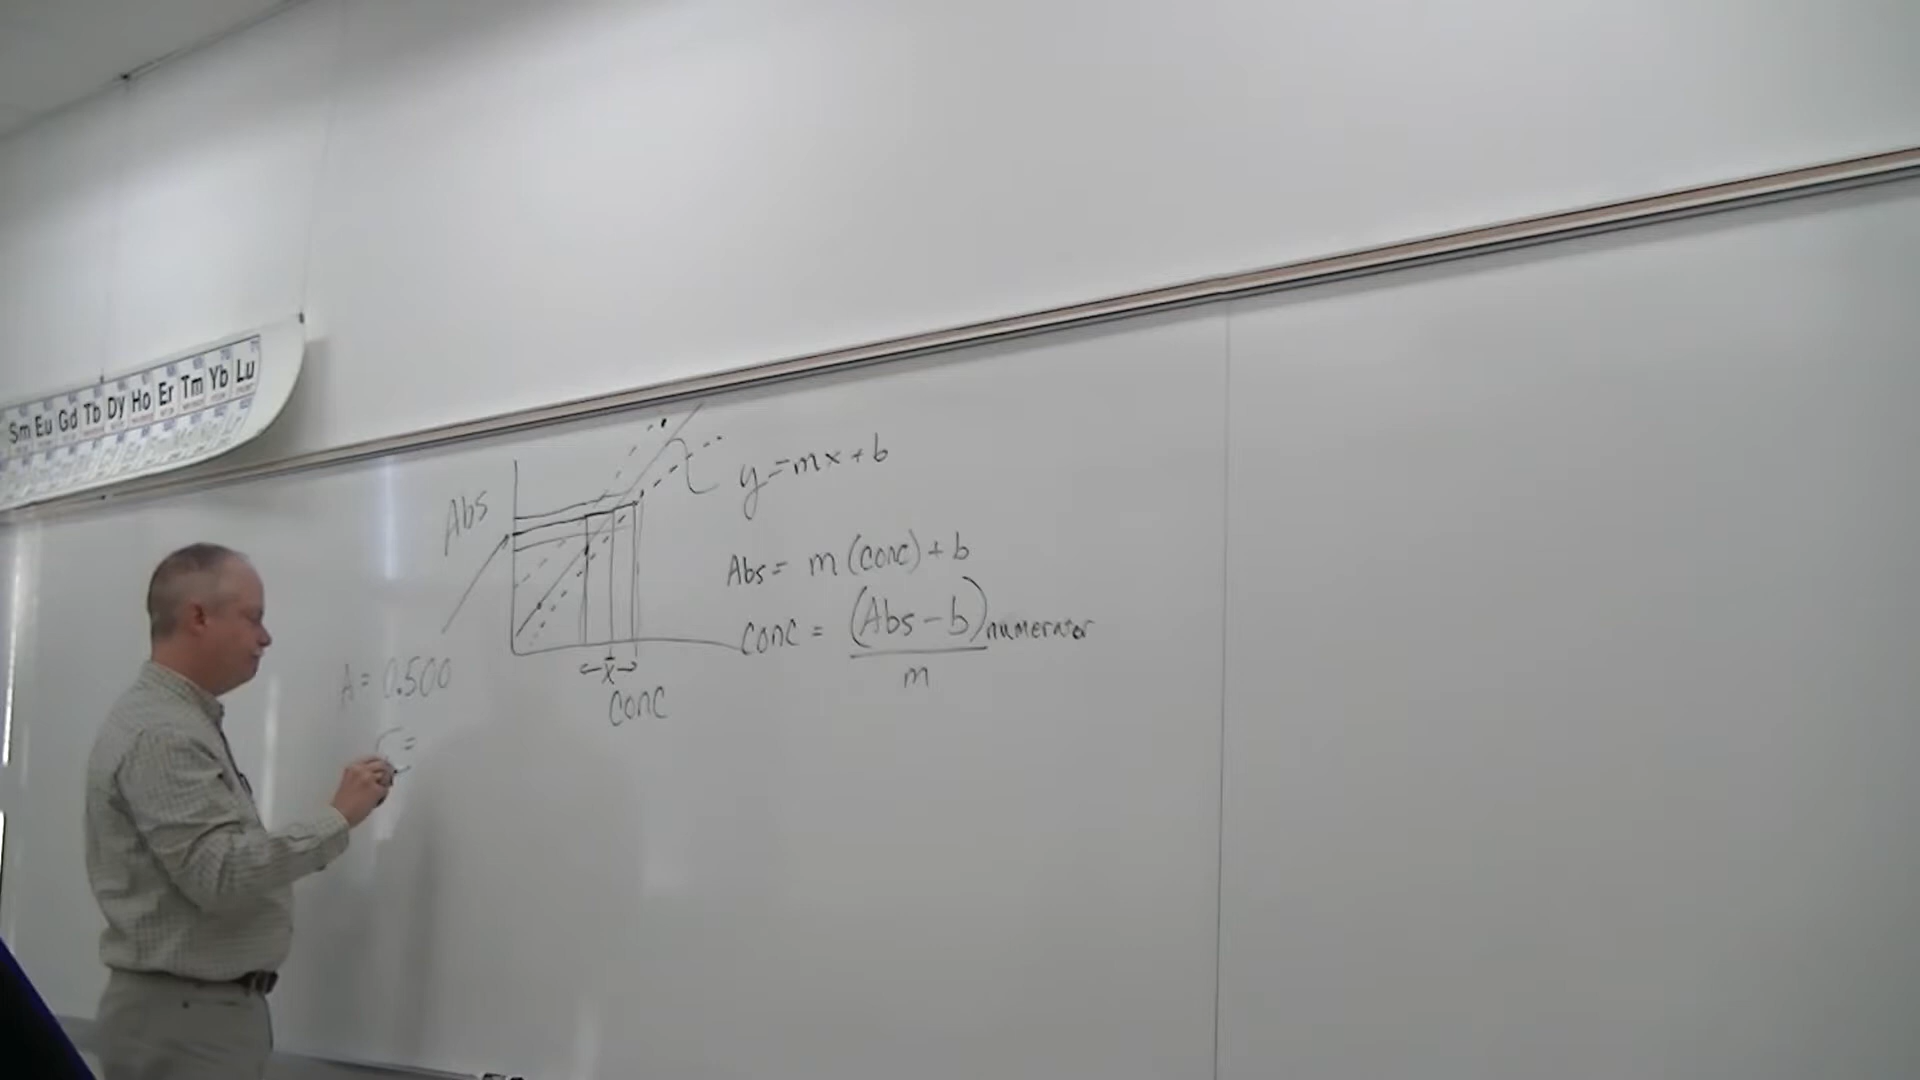 Sm Eu Gd Tb Dy Ho Er Tm Yb Lu
Abs
y = mx + b
Abs = m (conc) + b
conc = (Abs - b) numerator
m
x̄
conc
A = 0.500